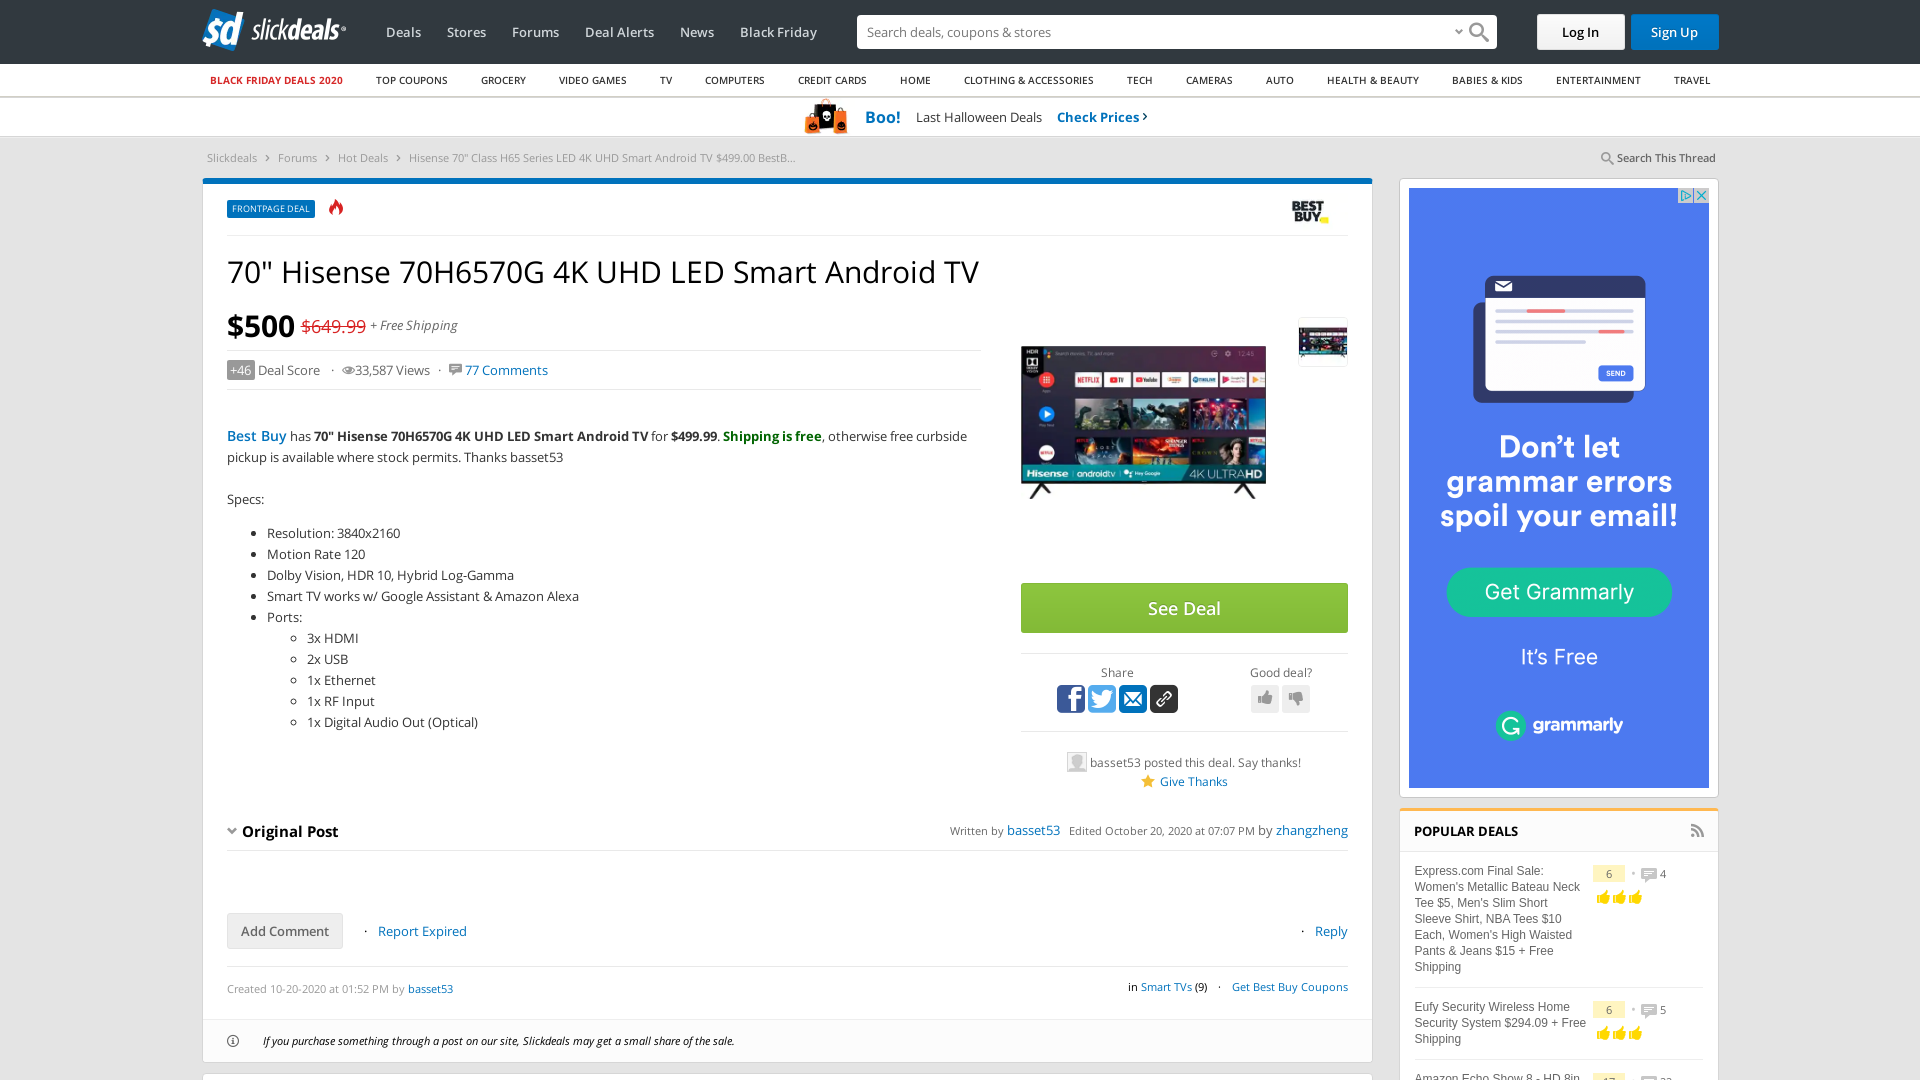 $d slickdeals
Deals
Stores
Forums
Deal Alerts
News
Black Friday
Search deals, coupons & stores
Log In
Sign Up
BLACK FRIDAY DEALS 2020
TOP COUPONS
GROCERY
VIDEO GAMES
TV
COMPUTERS
CREDIT CARDS
HOME
CLOTHING & ACCESSORIES
TECH
CAMERAS
AUTO
HEALTH & BEAUTY
BABIES & KIDS
ENTERTAINMENT
TRAVEL
Boo! Last Halloween Deals Check Prices
Slickdeals > Forums > Hot Deals > Hisense 70" Class H65 Series LED 4K UHD Smart Android TV $499.00 BestB...
Search This Thread
FRONTPAGE DEAL
BEST BUY
70" Hisense 70H6570G 4K UHD LED Smart Android TV
$500 $649.99 + Free Shipping
+46 Deal Score · 33,587 Views · 77 Comments
Best Buy has 70" Hisense 70H6570G 4K UHD LED Smart Android TV for $499.99. Shipping is free, otherwise free curbside
pickup is available where stock permits. Thanks basset53
Specs:
Resolution: 3840x2160
Motion Rate 120
Dolby Vision, HDR 10, Hybrid Log-Gamma
Smart TV works w/ Google Assistant & Amazon Alexa
Ports:
3x HDMI
2x USB
1x Ethernet
1x RF Input
1x Digital Audio Out (Optical)
HDR
NETFLIX
YouTube
Hisense androidtv Hey Google 4K ULTRAHD
See Deal
Share
Good deal?
basset53 posted this deal. Say thanks!
Give Thanks
Original Post
Written by basset53 Edited October 20, 2020 at 07:07 PM by zhangzheng
Add Comment · Report Expired
· Reply
Created 10-20-2020 at 01:52 PM by basset53
in Smart TVs (9) · Get Best Buy Coupons
If you purchase something through a post on our site, Slickdeals may get a small share of the sale.
SEND
Don't let
grammar errors
spoil your email!
Get Grammarly
It's Free
grammarly
POPULAR DEALS
Express.com Final Sale:
Women's Metallic Bateau Neck
Tee $5, Men's Slim Short
Sleeve Shirt, NBA Tees $10
Each, Women's High Waisted
Pants & Jeans $15 + Free
Shipping
6 · 4
Eufy Security Wireless Home
Security System $294.09 + Free
Shipping
6 · 5
Amazon Echo Show 8 - HD 8in